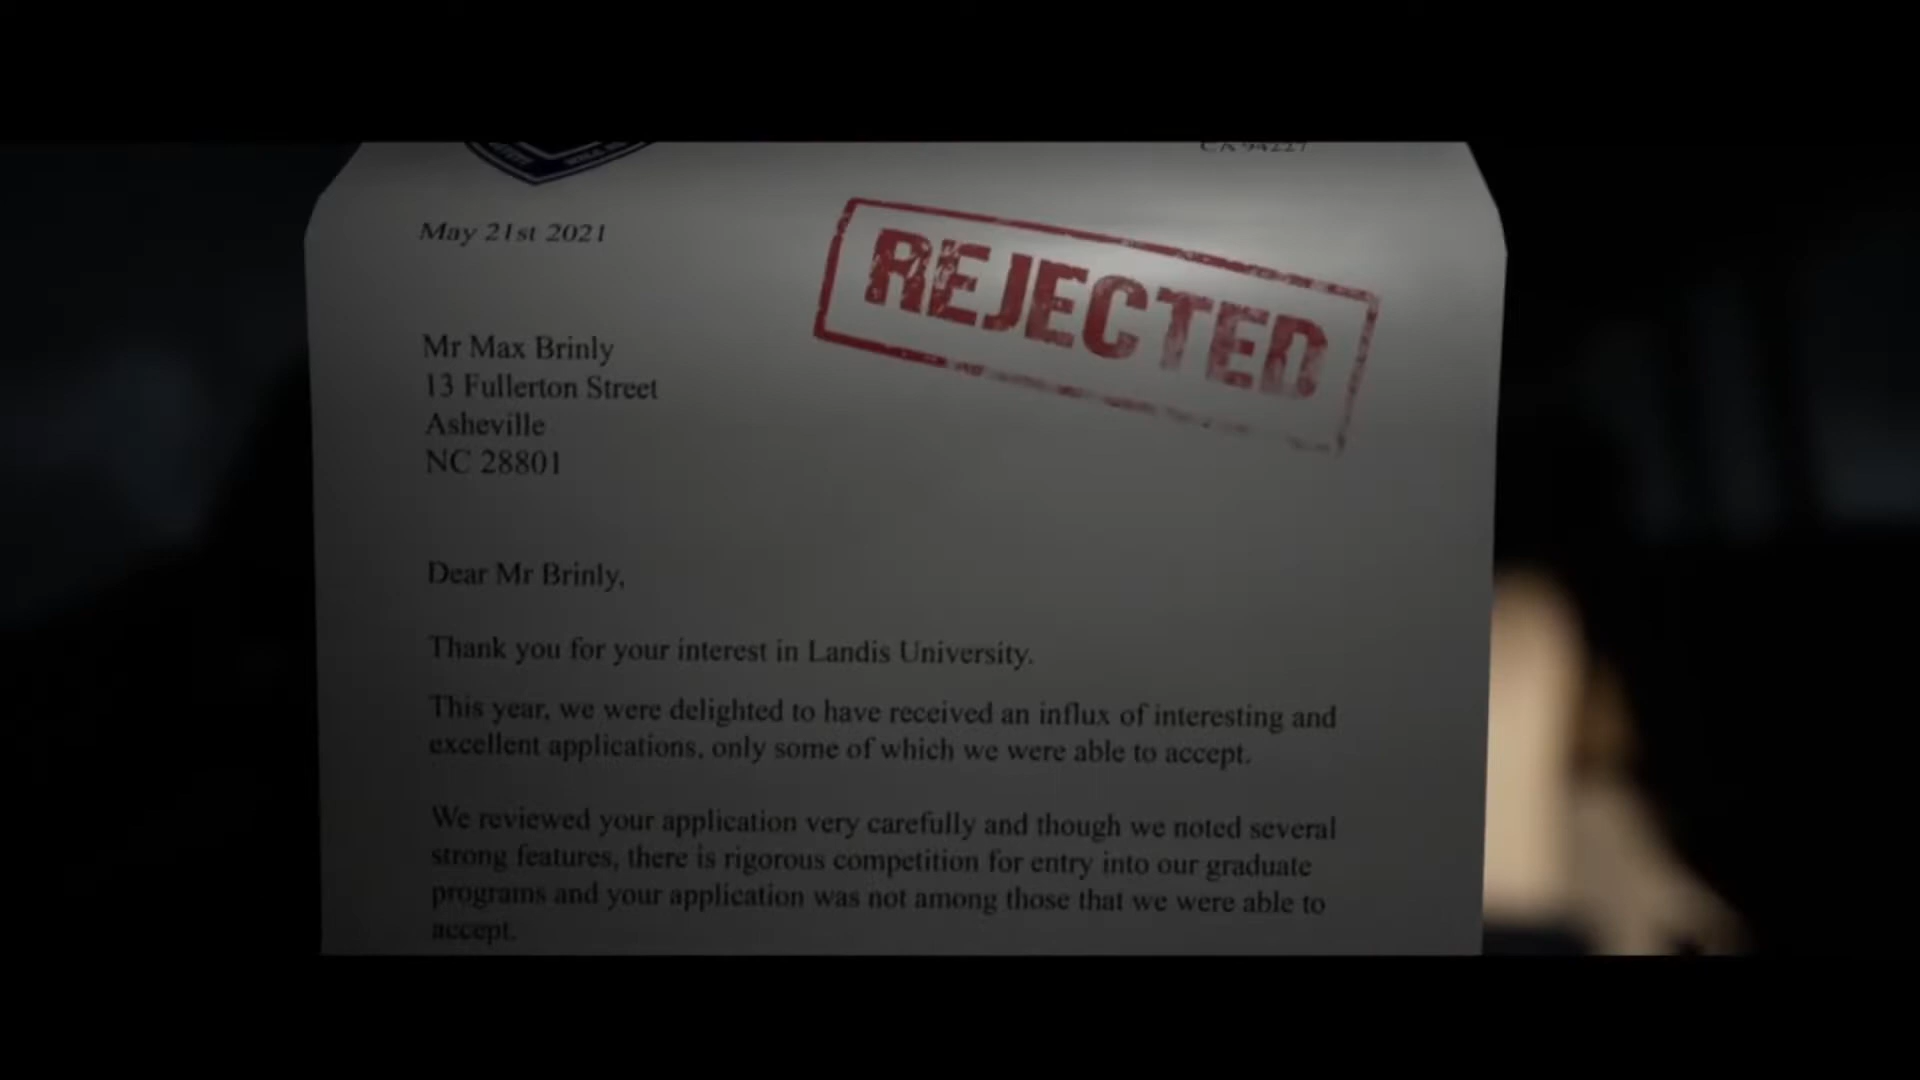 CA 94227
May 21st 2021
REJECTED
Mr Max Brinly
13 Fullerton Street
Asheville
NC 28801
Dear Mr Brinly,
Thank you for your interest in Landis University.
This year, we were delighted to have received an influx of interesting and
excellent applications, only some of which we were able to accept.
We reviewed your application very carefully and though we noted several
strong features, there is rigorous competition for entry into our graduate
programs and your application was not among those that we were able to
accept.